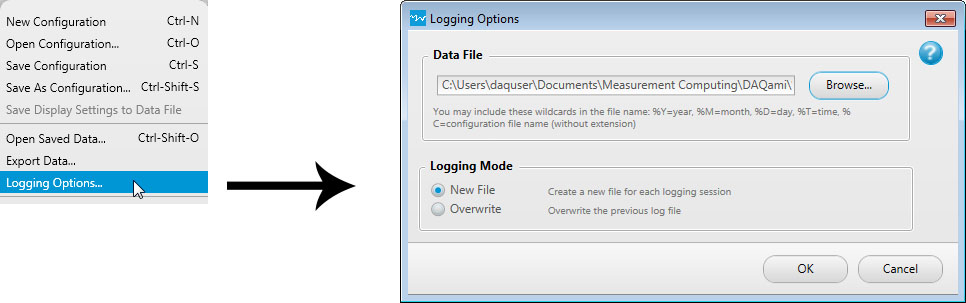 New Configuration Ctrl-N
Open Configuration... Ctrl-O
Save Configuration Ctrl-S
Save As Configuration... Ctrl-Shift-S
Save Display Settings to Data File
Open Saved Data... Ctrl-Shift-O
Export Data...
Logging Options...
Logging Options
Data File
C:\Users\daquser\Documents\Measurement Computing\DAQami\
Browse...
You may include these wildcards in the file name: %Y=year, %M=month, %D=day, %T=time, %
C=configuration file name (without extension)
Logging Mode
New File Create a new file for each logging session
Overwrite Overwrite the previous log file
OK Cancel